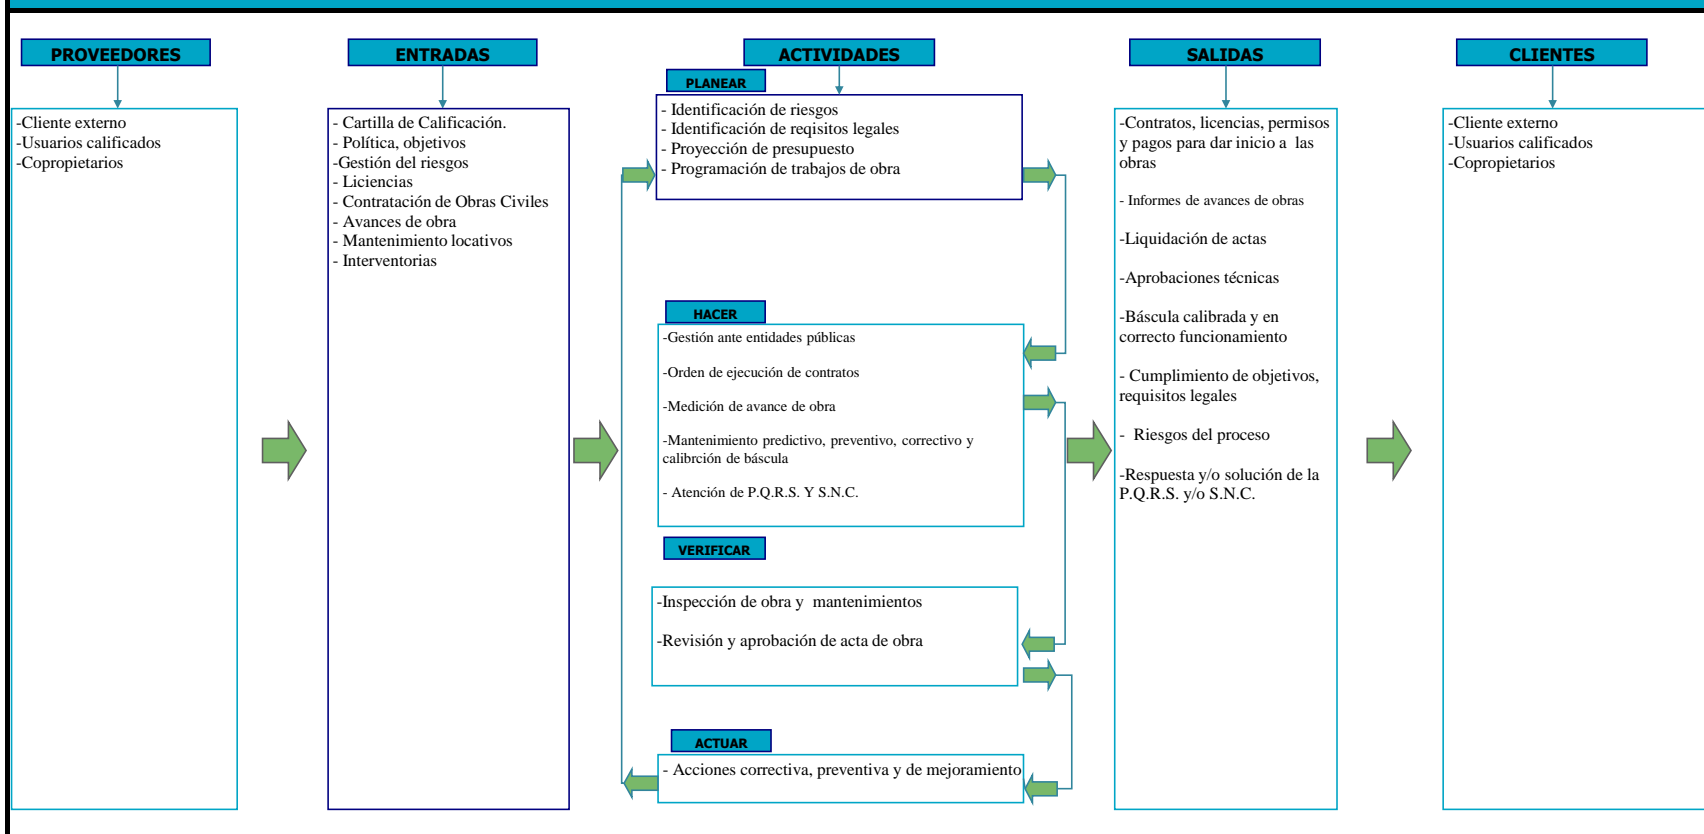 PROVEEDORES
-Cliente externo
-Usuarios calificados
-Copropietarios
ENTRADAS
- Cartilla de Calificación.
- Política, objetivos
-Gestión del riesgos
- Liciencias
- Contratación de Obras Civiles
- Avances de obra
- Mantenimiento locativos
- Interventorias
ACTIVIDADES
PLANEAR
- Identificación de riesgos
- Identificación de reqisitos legales
- Proyección de presupuesto
- Programación de trabajos de obra
HACER
-Gestión ante entidades públicas
-Orden de ejecución de contratos
-Medición de avance de obra
-Mantenimiento predictivo, preventivo, correctivo y
calibrción de báscula
- Atención de P.Q.R.S. Y S.N.C.
VERIFICAR
-Inspección de obra y mantenimientos
-Revisión y aprobación de acta de obra
ACTUAR
- Acciones correctiva, preventiva y de mejoramiento
SALIDAS
-Contratos, licencias, permisos
y pagos para dar inicio a las
obras
- Informes de avances de obras
-Liquidación de actas
-Aprobaciones técnicas
-Báscula calibrada y en
correcto funcionamiento
- Cumplimiento de objetivos,
requisitos legales
- Riesgos del proceso
-Respuesta y/o solución de la
P.Q.R.S. y/o S.N.C.
CLIENTES
-Cliente externo
-Usuarios calificados
-Copropietarios